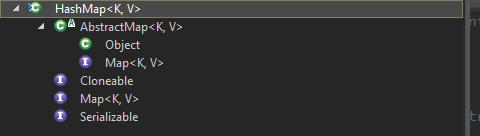 HashMap<K, V>
AbstractMap<K, V>
Object
Map<K, V>
Cloneable
Map<K, V>
Serializable